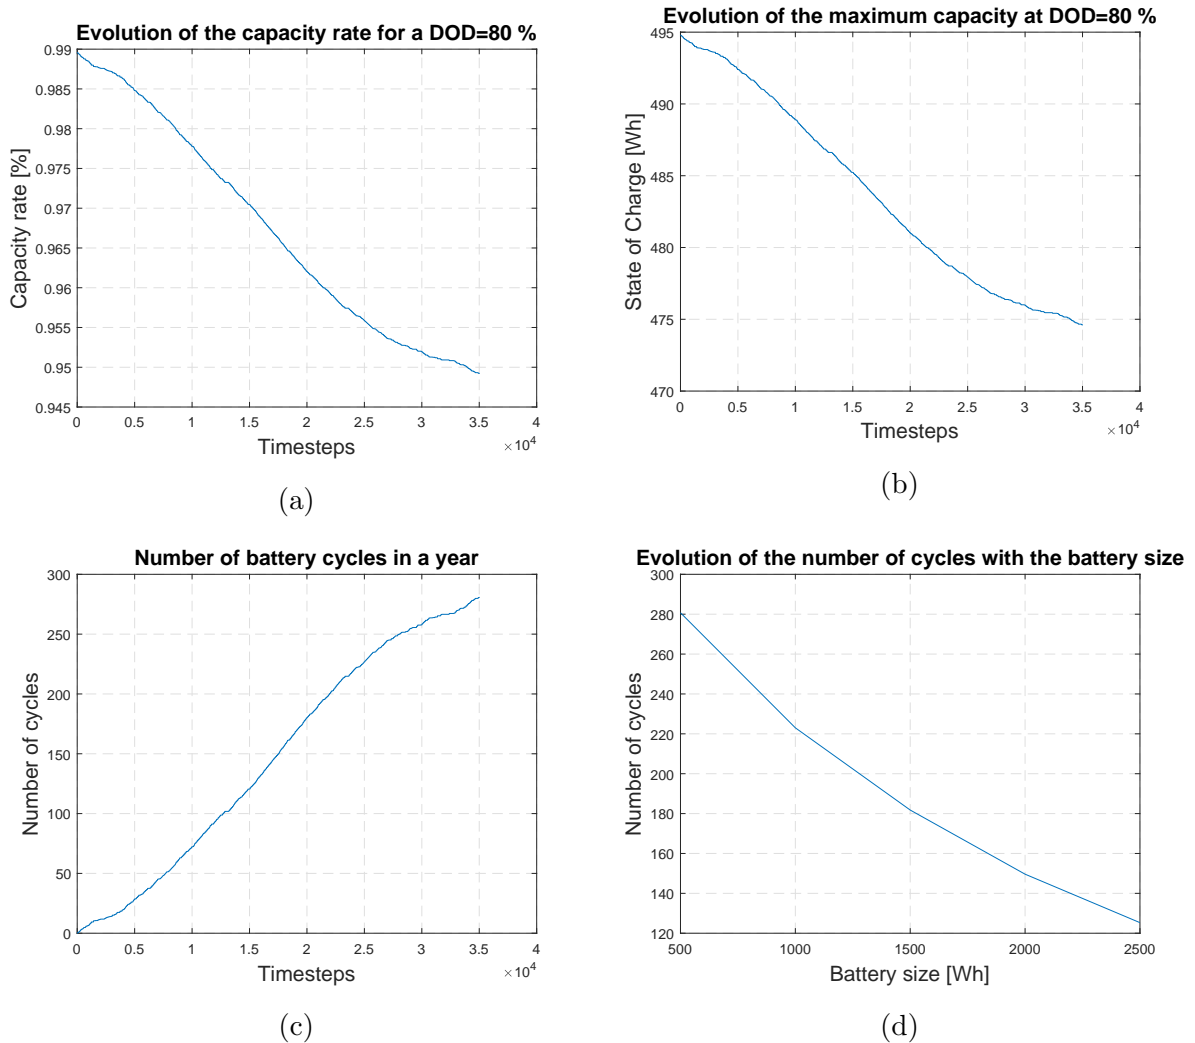 Evolution of the capacity rate for a DOD=80 %
0.99
0.985
0.98
0.975
0.97
0.965
0.96
0.955
0.95
0.945
Capacity rate [%]
0 0.5 1 1.5 2 2.5 3 3.5 4
Timesteps
×10⁴
(a)
Evolution of the maximum capacity at DOD=80 %
495
490
485
480
475
470
State of Charge [Wh]
0 0.5 1 1.5 2 2.5 3 3.5 4
Timesteps
×10⁴
(b)
Number of battery cycles in a year
300
250
200
150
100
50
0
Number of cycles
0 0.5 1 1.5 2 2.5 3 3.5 4
Timesteps
×10⁴
(c)
Evolution of the number of cycles with the battery size
300
280
260
240
220
200
180
160
140
120
Number of cycles
500 1000 1500 2000 2500
Battery size [Wh]
(d)